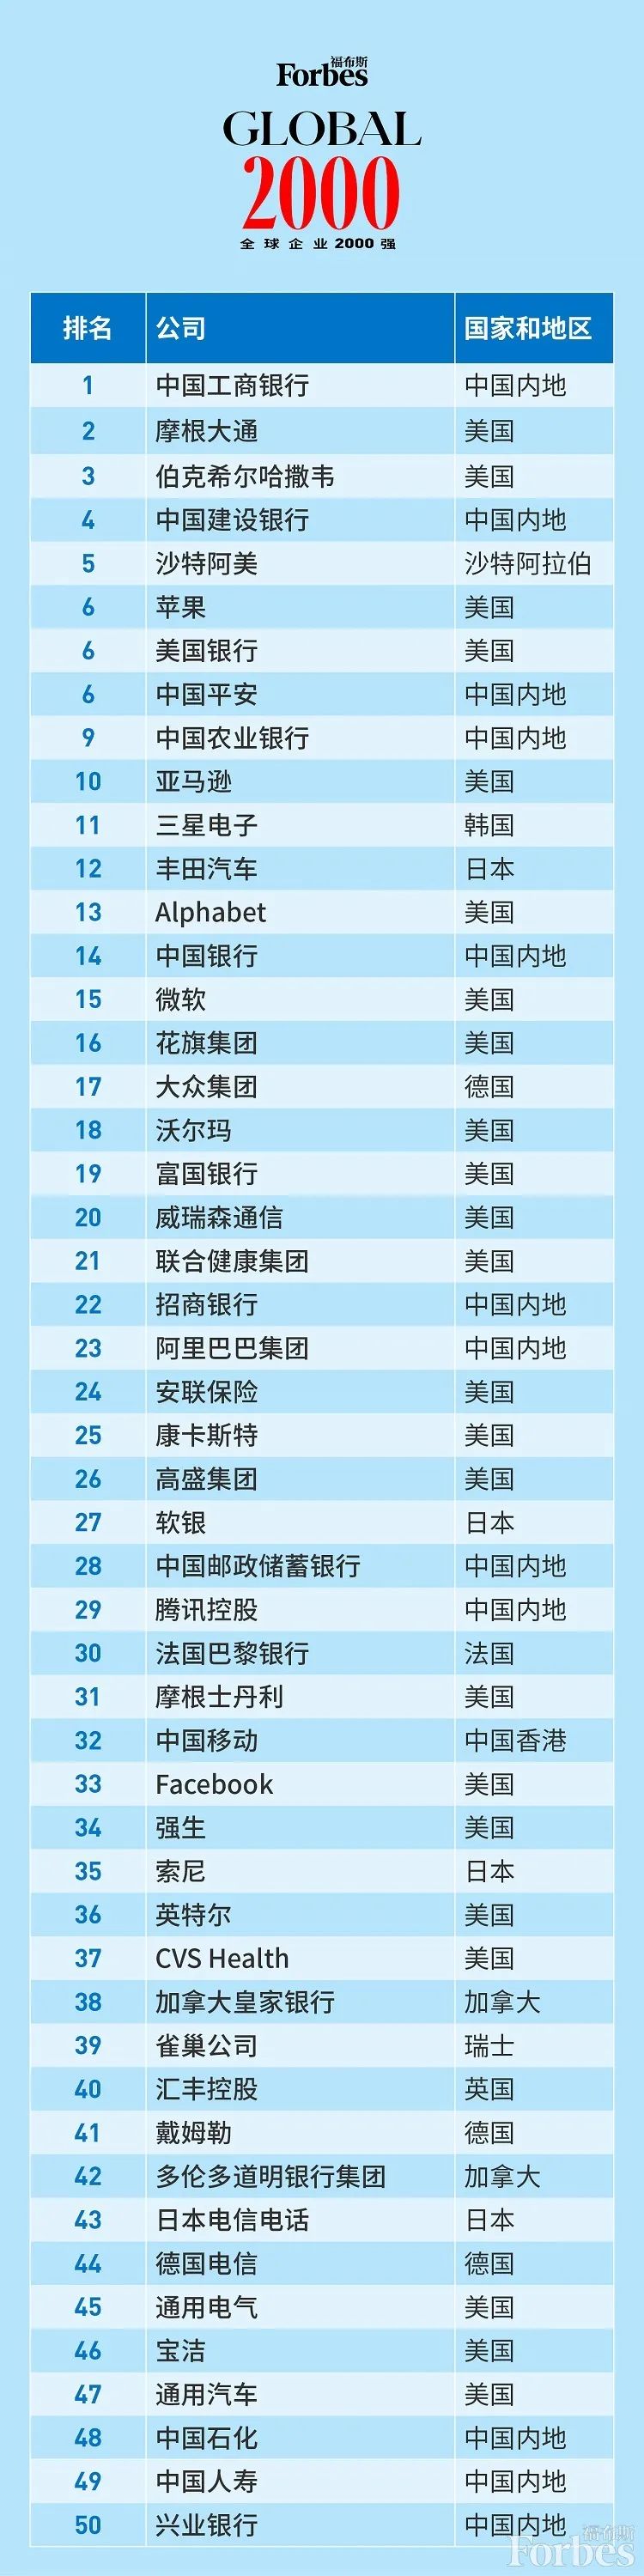 福布斯
Forbes
GLOBAL
2000
全球企业2000强
排名 公司 国家和地区
1 中国工商银行 中国内地
2 摩根大通 美国
3 伯克希尔哈撒韦 美国
4 中国建设银行 中国内地
5 沙特阿美 沙特阿拉伯
6 苹果 美国
6 美国银行 美国
6 中国平安 中国内地
9 中国农业银行 中国内地
10 亚马逊 美国
11 三星电子 韩国
12 丰田汽车 日本
13 Alphabet 美国
14 中国银行 中国内地
15 微软 美国
16 花旗集团 美国
17 大众集团 德国
18 沃尔玛 美国
19 富国银行 美国
20 威瑞森通信 美国
21 联合健康集团 美国
22 招商银行 中国内地
23 阿里巴巴集团 中国内地
24 安联保险 美国
25 康卡斯特 美国
26 高盛集团 美国
27 软银 日本
28 中国邮政储蓄银行 中国内地
29 腾讯控股 中国内地
30 法国巴黎银行 法国
31 摩根士丹利 美国
32 中国移动 中国香港
33 Facebook 美国
34 强生 美国
35 索尼 日本
36 英特尔 美国
37 CVS Health 美国
38 加拿大皇家银行 加拿大
39 雀巢公司 瑞士
40 汇丰控股 英国
41 戴姆勒 德国
42 多伦多道明银行集团 加拿大
43 日本电信电话 日本
44 德国电信 德国
45 通用电气 美国
46 宝洁 美国
47 通用汽车 美国
48 中国石化 中国内地
49 中国人寿 中国内地
50 兴业银行 中国内地
福布斯
Forbes